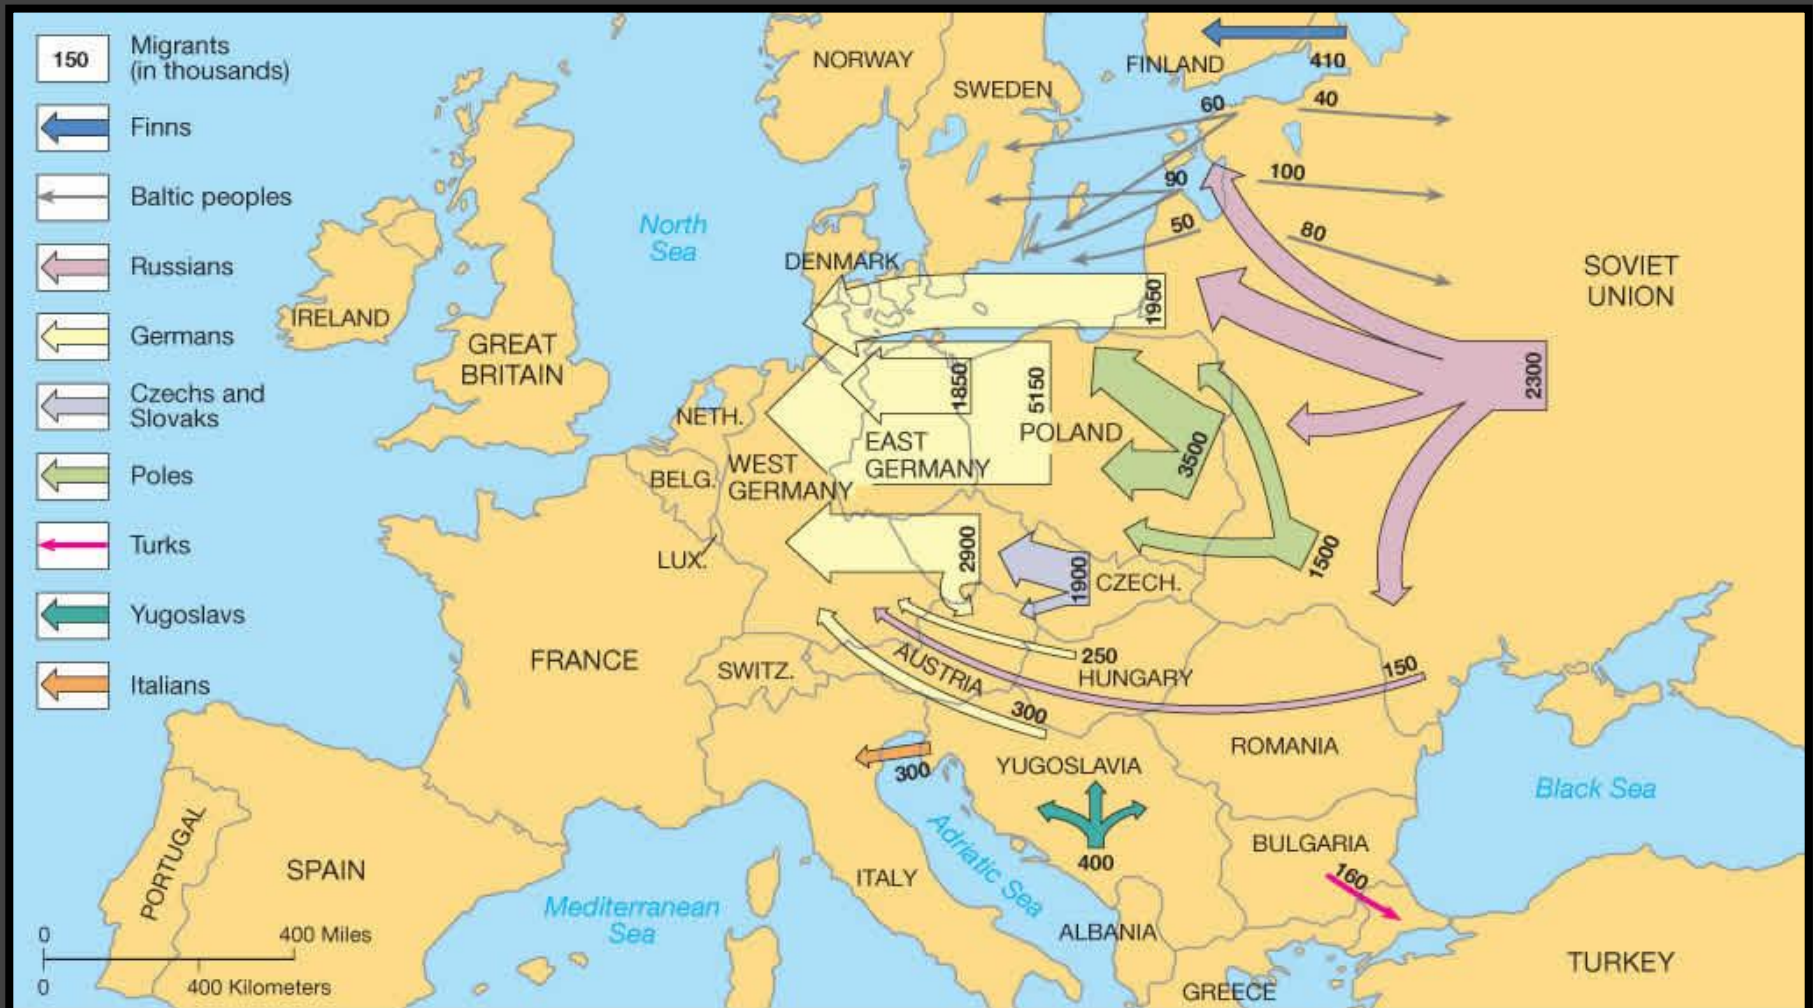 150
Migrants
(in thousands)
Finns
Baltic peoples
Russians
Germans
Czechs and
Slovaks
Poles
Turks
Yugoslavs
Italians
NORWAY
SWEDEN
FINLAND
410
60
40
90
100
50
80
North
Sea
DENMARK
IRELAND
GREAT
BRITAIN
SOVIET
UNION
1950
1850
5150
2300
NETH.
EAST
GERMANY
POLAND
3500
BELG.
WEST
GERMANY
LUX.
2900
1900
CZECH.
1500
FRANCE
SWITZ.
AUSTRIA
250
HUNGARY
150
300
ROMANIA
300
YUGOSLAVIA
Black Sea
400
BULGARIA
160
PORTUGAL
SPAIN
ITALY
Adriatic Sea
Mediterranean
Sea
ALBANIA
GREECE
TURKEY
0
400 Miles
0
400 Kilometers